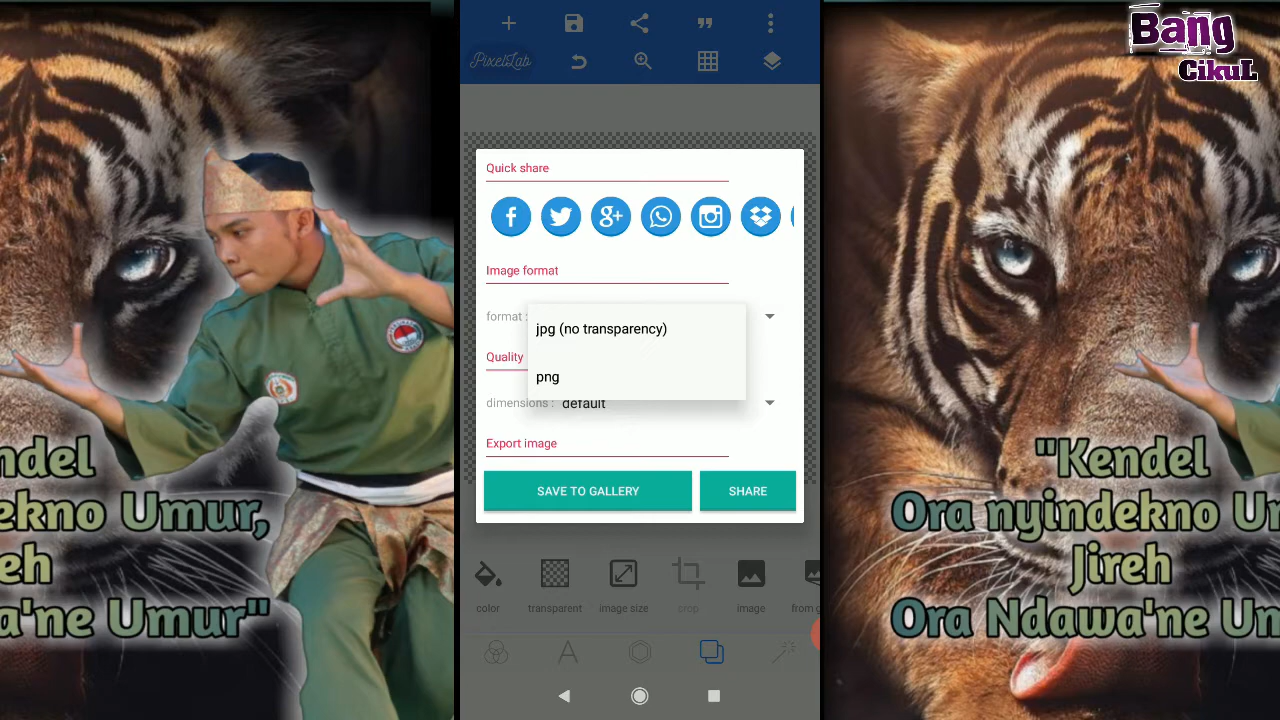 Bang
CikuL
PixelLab
Quick share
Image format
format :
jpg (no transparency)
png
Quality
dimensions : default
Export image
SAVE TO GALLERY
SHARE
color
transparent
image size
crop
image
from g
ndel
ekno Umur,
eh
a'ne Umur"
"Kendel
Ora nyindekno Um
Jireh
Ora Ndawa'ne Um